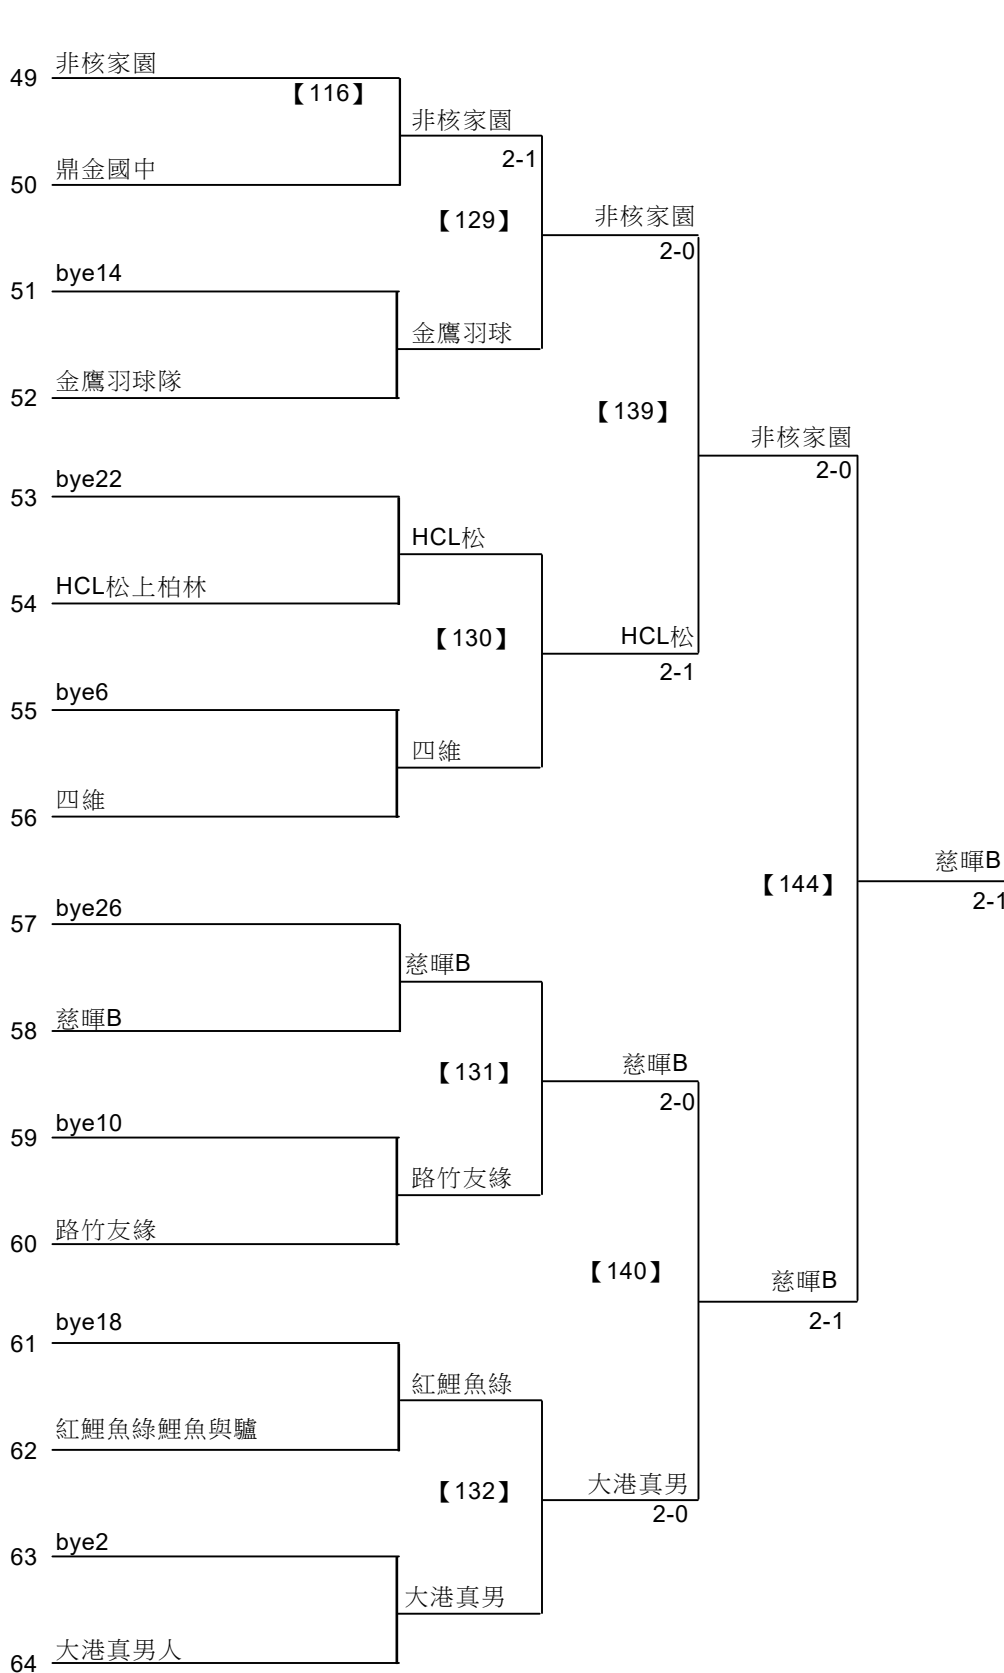 非核家園
49
【116】
非核家園
2-1
鼎金國中
50
【129】
非核家園
2-0
bye14
51
金鷹羽球
金鷹羽球隊
52
【139】
非核家園
2-0
bye22
53
HCL松
HCL松上柏林
54
【130】
HCL松
2-1
bye6
55
四維
四維
56
慈暉B
【144】
2-1
bye26
57
慈暉B
慈暉B
58
【131】
慈暉B
2-0
bye10
59
路竹友緣
路竹友緣
60
【140】
慈暉B
2-1
bye18
61
紅鯉魚綠
紅鯉魚綠鯉魚與驢
62
【132】
大港真男
2-0
bye2
63
大港真男
大港真男人
64